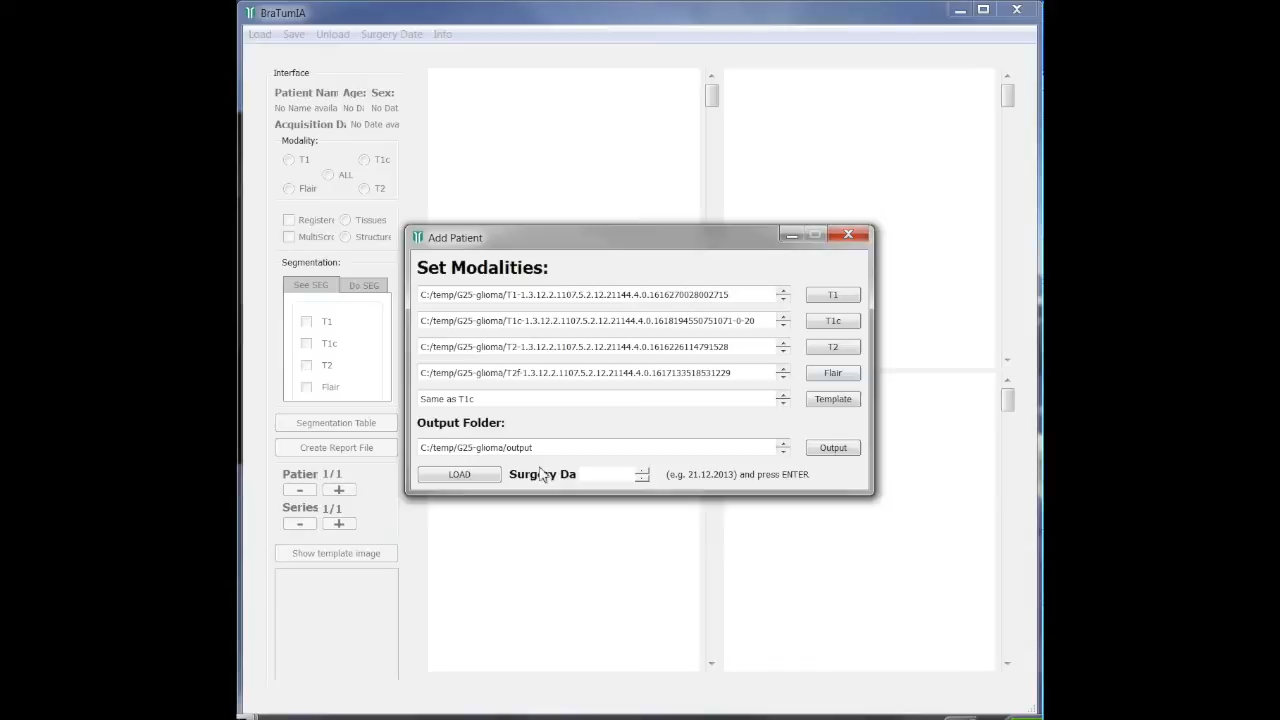 BraTumIA
Load Save Unload Surgery Date Info
Interface
Patient Nam Age: Sex:
No Name availa No Da No Dat
Acquisition Da No Date ava
Modality:
T1 T1c
ALL
Flair T2
Registere Tissues
MultiScre Structure
Segmentation:
See SEG Do SEG
T1
T1c
T2
Flair
Segmentation Table
Create Report File
Patien 1/1
- +
Series 1/1
- +
Show template image
Add Patient
Set Modalities:
C:/temp/G25-glioma/T1-1.3.12.2.1107.5.2.12.21144.4.0.1616270028002715 T1
C:/temp/G25-glioma/T1c-1.3.12.2.1107.5.2.12.21144.4.0.1618194550751071-0-20 T1c
C:/temp/G25-glioma/T2-1.3.12.2.1107.5.2.12.21144.4.0.1616226114791528 T2
C:/temp/G25-glioma/T2f-1.3.12.2.1107.5.2.12.21144.4.0.1617133518531229 Flair
Same as T1c Template
Output Folder:
C:/temp/G25-glioma/output Output
LOAD Surgery Da (e.g. 21.12.2013) and press ENTER